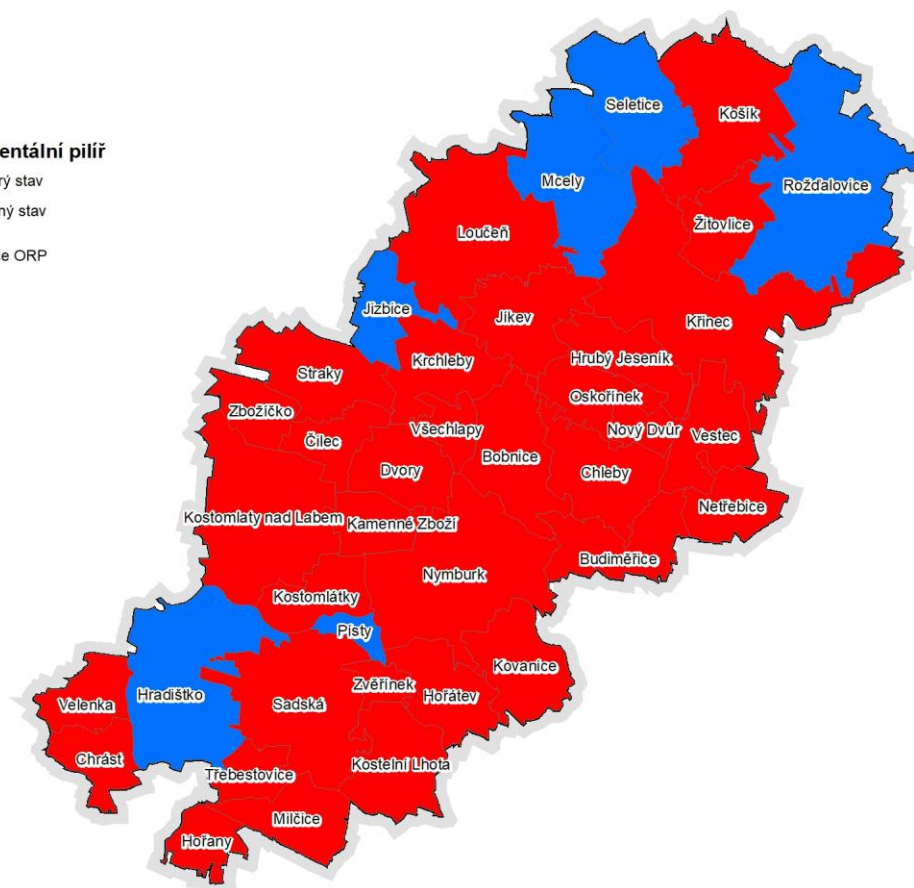 entální pilíř
rý stav
ný stav
e ORP
Seletice
Košík
Mcely
Rožďalovice
Loučeň
Žitovlice
Jizbice
Jíkev
Křinec
Krchleby
Hrubý Jeseník
Straky
Oskořínek
Zbožíčko
Všechlapy
Nový Dvůr
Vestec
Čilec
Bobnice
Dvory
Chleby
Netřebice
Kostomlaty nad Labem
Kamenné Zboží
Budiměřice
Nymburk
Kostomlátky
Písty
Kovanice
Zvěřínek
Hořátev
Hradištko
Velenka
Sadská
Chrást
Kostelní Lhota
Třebestovice
Milčice
Hořany